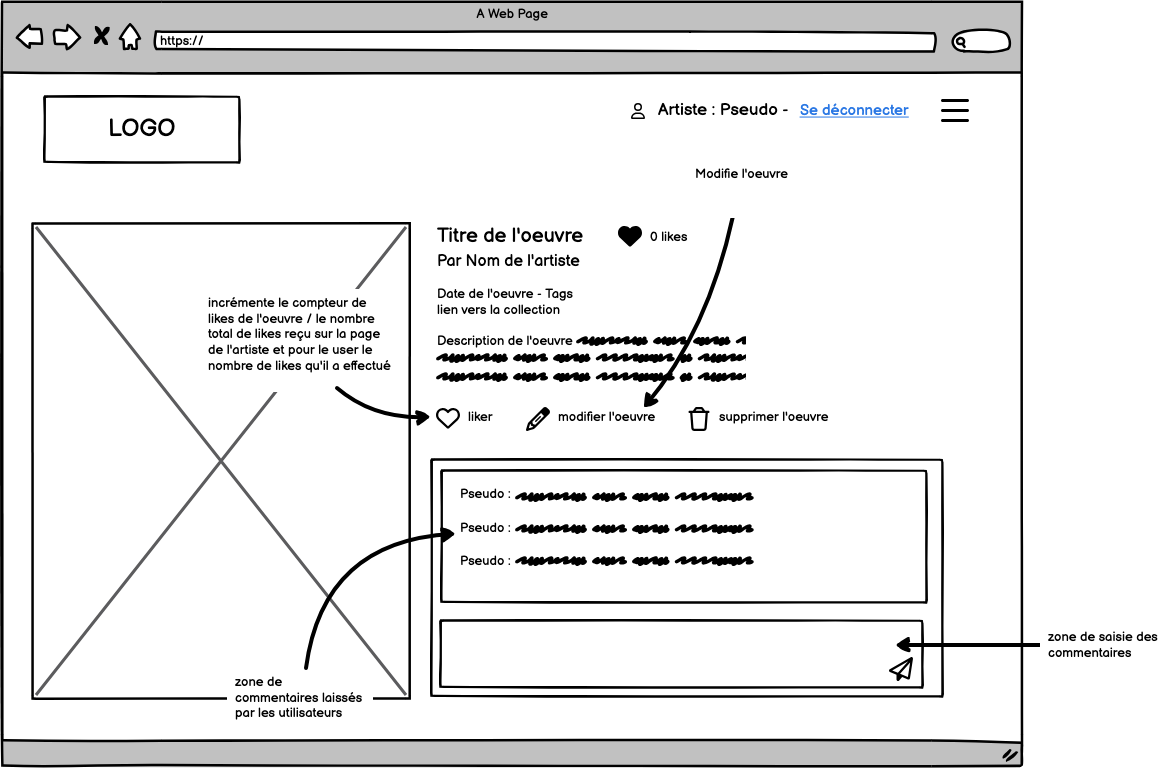 A Web Page
https://
LOGO
Artiste : Pseudo - Se déconnecter
Modifie l'oeuvre
Titre de l'oeuvre
0 likes
Par Nom de l'artiste
Date de l'oeuvre - Tags
lien vers la collection
incrémente le compteur de
likes de l'oeuvre / le nombre
total de likes reçu sur la page
de l'artiste et pour le user le
nombre de likes qu'il a effectué
Description de l'oeuvre
liker
modifier l'oeuvre
supprimer l'oeuvre
Pseudo :
Pseudo :
Pseudo :
zone de saisie des
commentaires
zone de
commentaires laissés
par les utilisateurs